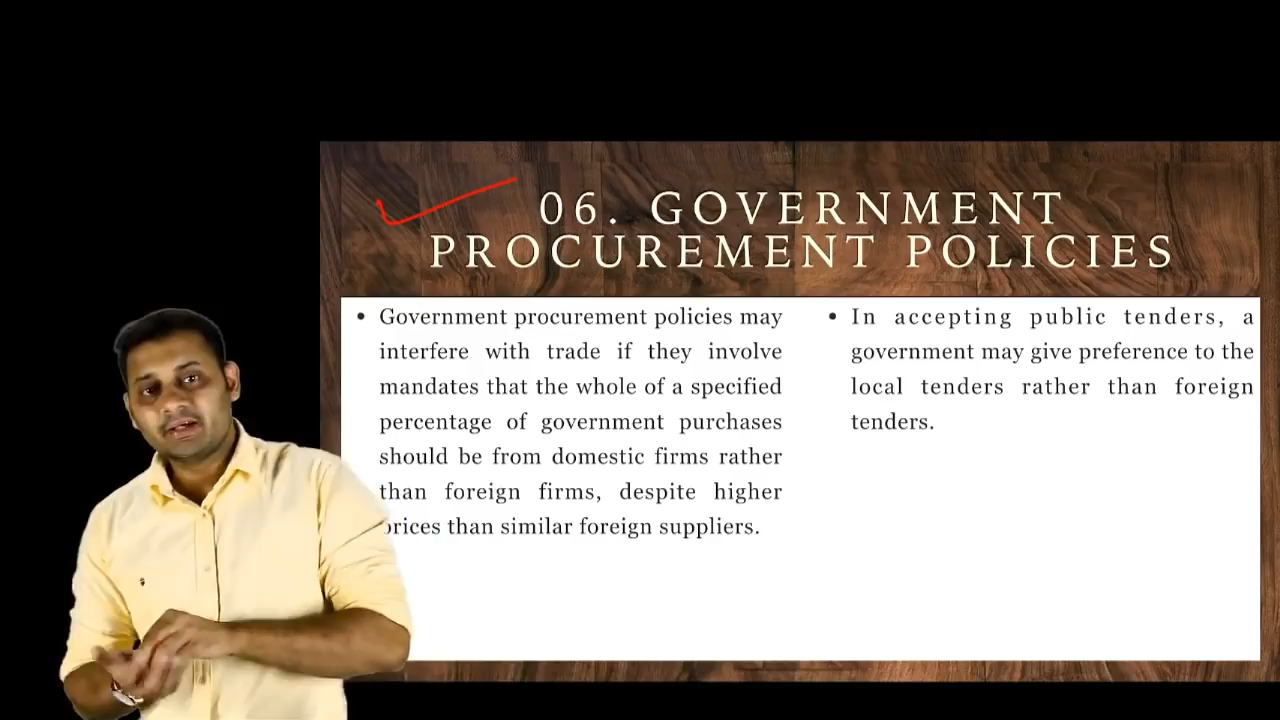 06. GOVERNMENT
PROCUREMENT POLICIES
• Government procurement policies may
interfere with trade if they involve
mandates that the whole of a specified
percentage of government purchases
should be from domestic firms rather
than foreign firms, despite higher
prices than similar foreign suppliers.
• In accepting public tenders, a
government may give preference to the
local tenders rather than foreign
tenders.